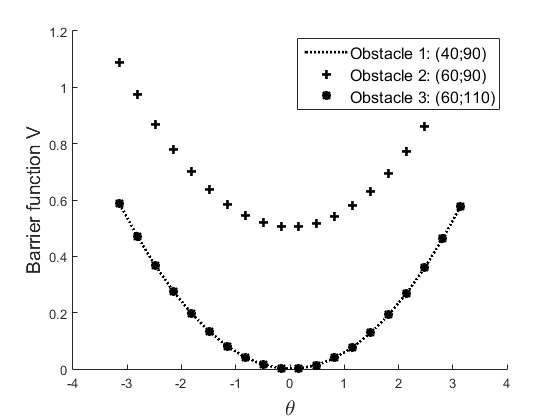 1.2
1
0.8
0.6
0.4
0.2
0
Barrier function V
Obstacle 1: (40;90)
Obstacle 2: (60;90)
Obstacle 3: (60;110)
-4 -3 -2 -1 0 1 2 3 4
θ